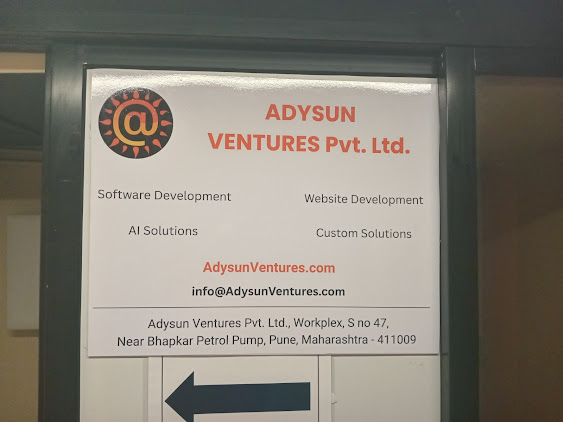 @
ADYSUN
VENTURES Pvt. Ltd.
Software Development
Website Development
AI Solutions
Custom Solutions
AdysunVentures.com
info@AdysunVentures.com
Adysun Ventures Pvt. Ltd., Workplex, S no 47,
Near Bhapkar Petrol Pump, Pune, Maharashtra - 411009